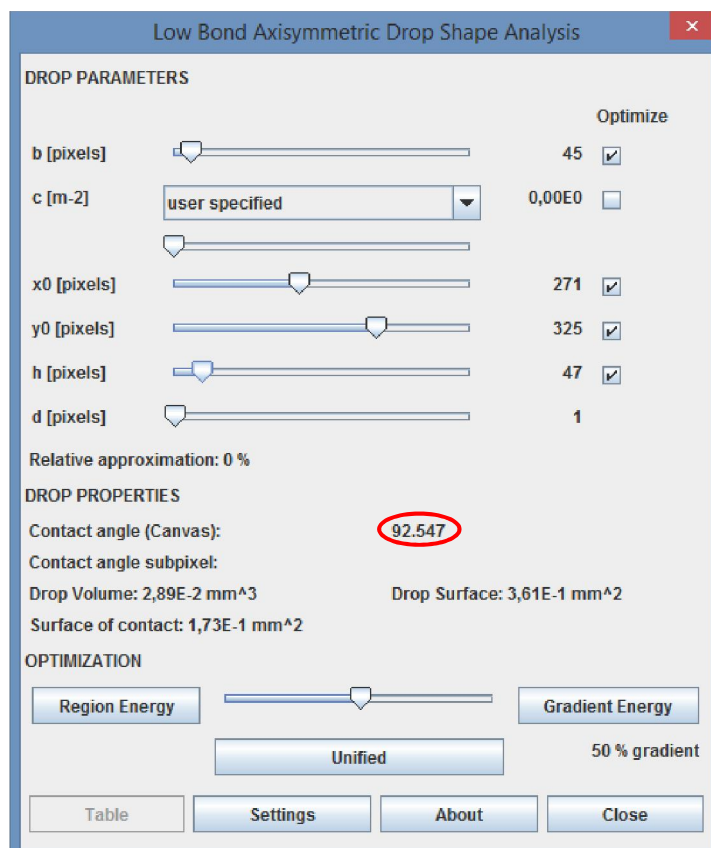 Low Bond Axisymmetric Drop Shape Analysis
DROP PARAMETERS
Optimize
b [pixels] 45
c [m-2] user specified 0,00E0
x0 [pixels] 271
y0 [pixels] 325
h [pixels] 47
d [pixels] 1
Relative approximation: 0 %
DROP PROPERTIES
Contact angle (Canvas): 92.547
Contact angle subpixel:
Drop Volume: 2,89E-2 mm^3 Drop Surface: 3,61E-1 mm^2
Surface of contact: 1,73E-1 mm^2
OPTIMIZATION
Region Energy Gradient Energy
Unified 50 % gradient
Table Settings About Close